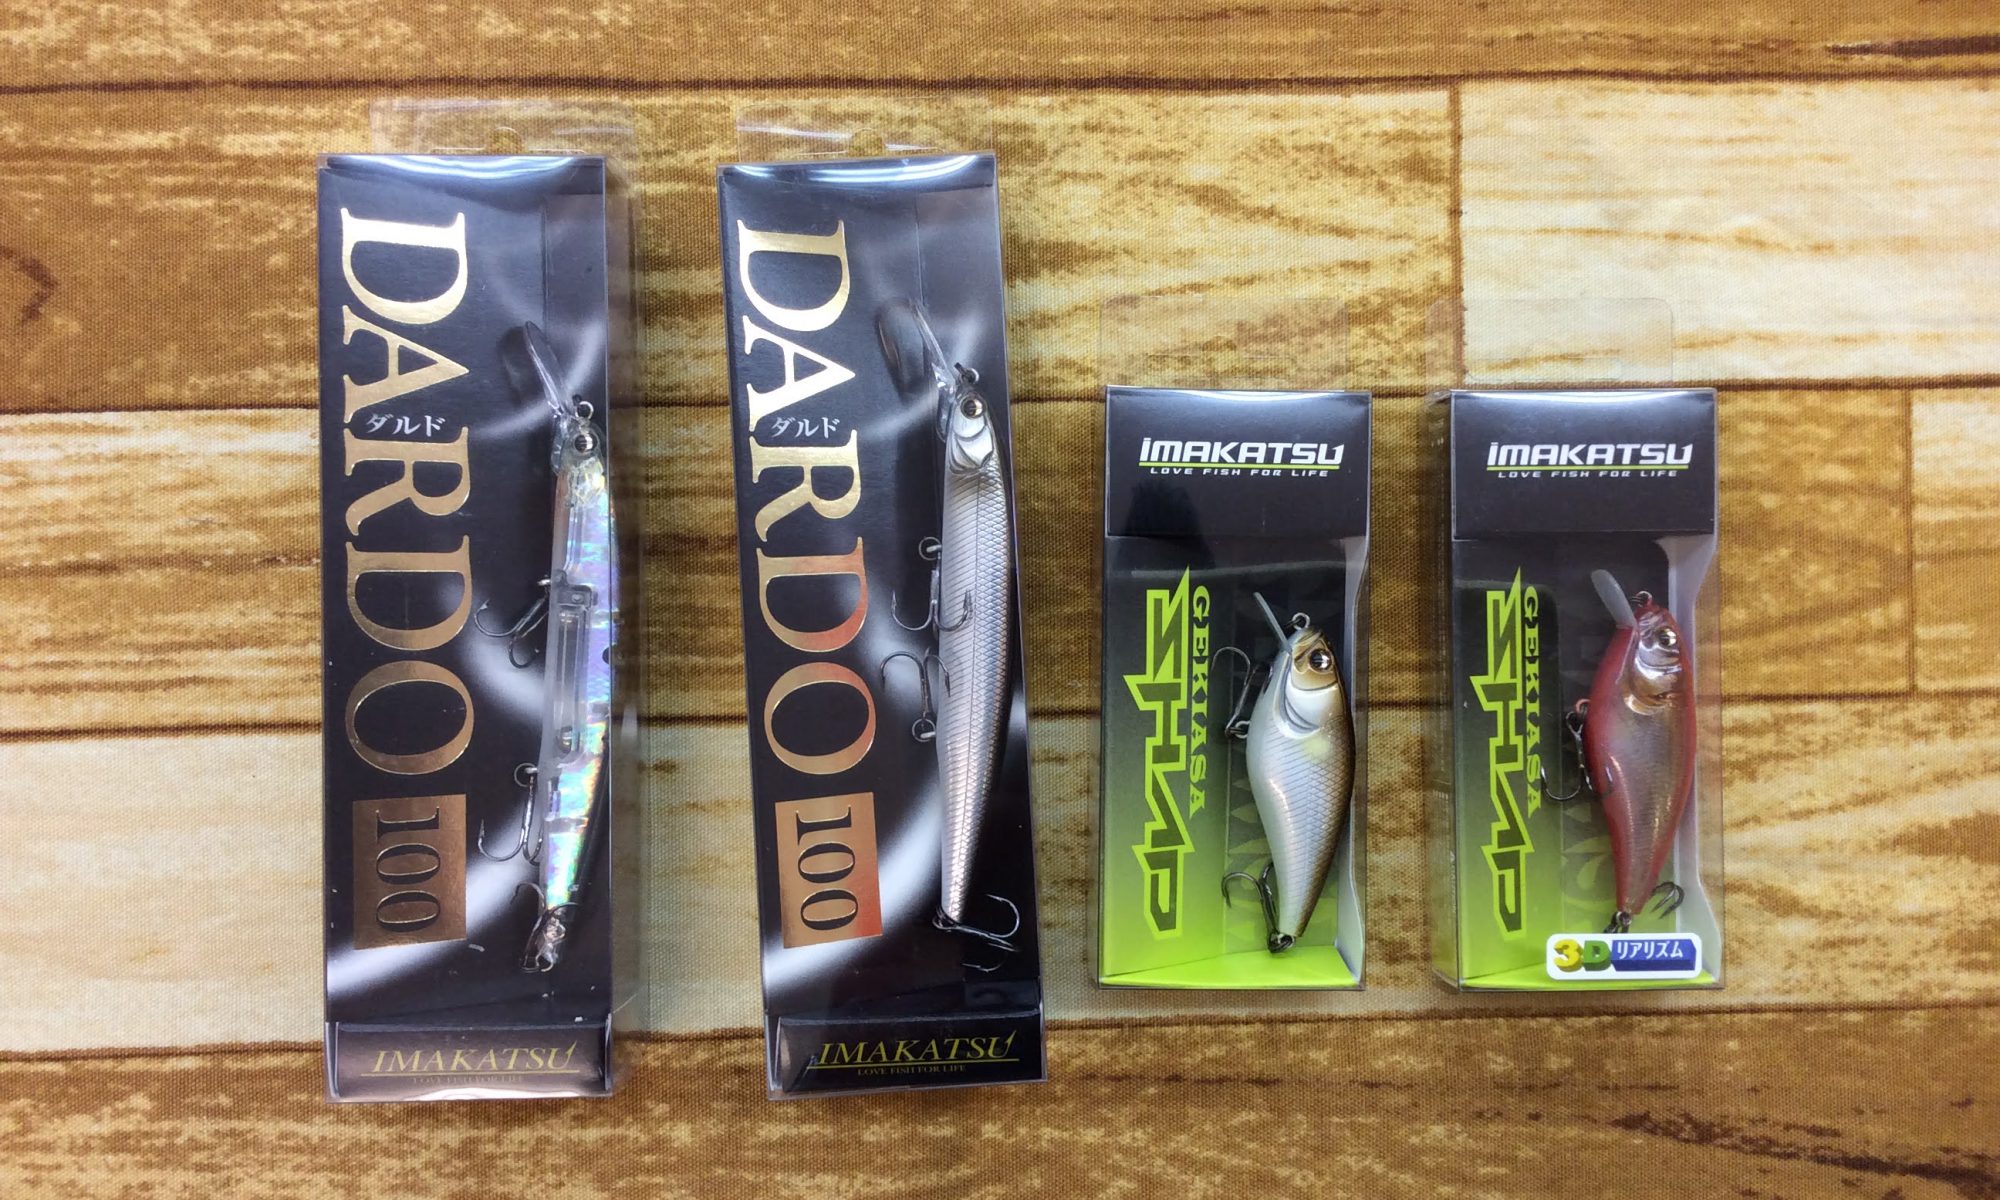 DARDO
ダルド
100
IMAKATSU
LOVE FISH FOR LIFE
DARDO
ダルド
100
IMAKATSU
LOVE FISH FOR LIFE
IMAKATSU
LOVE FISH FOR LIFE
GEKIASA
SHAD
IMAKATSU
LOVE FISH FOR LIFE
GEKIASA
SHAD
3-D リアリズム